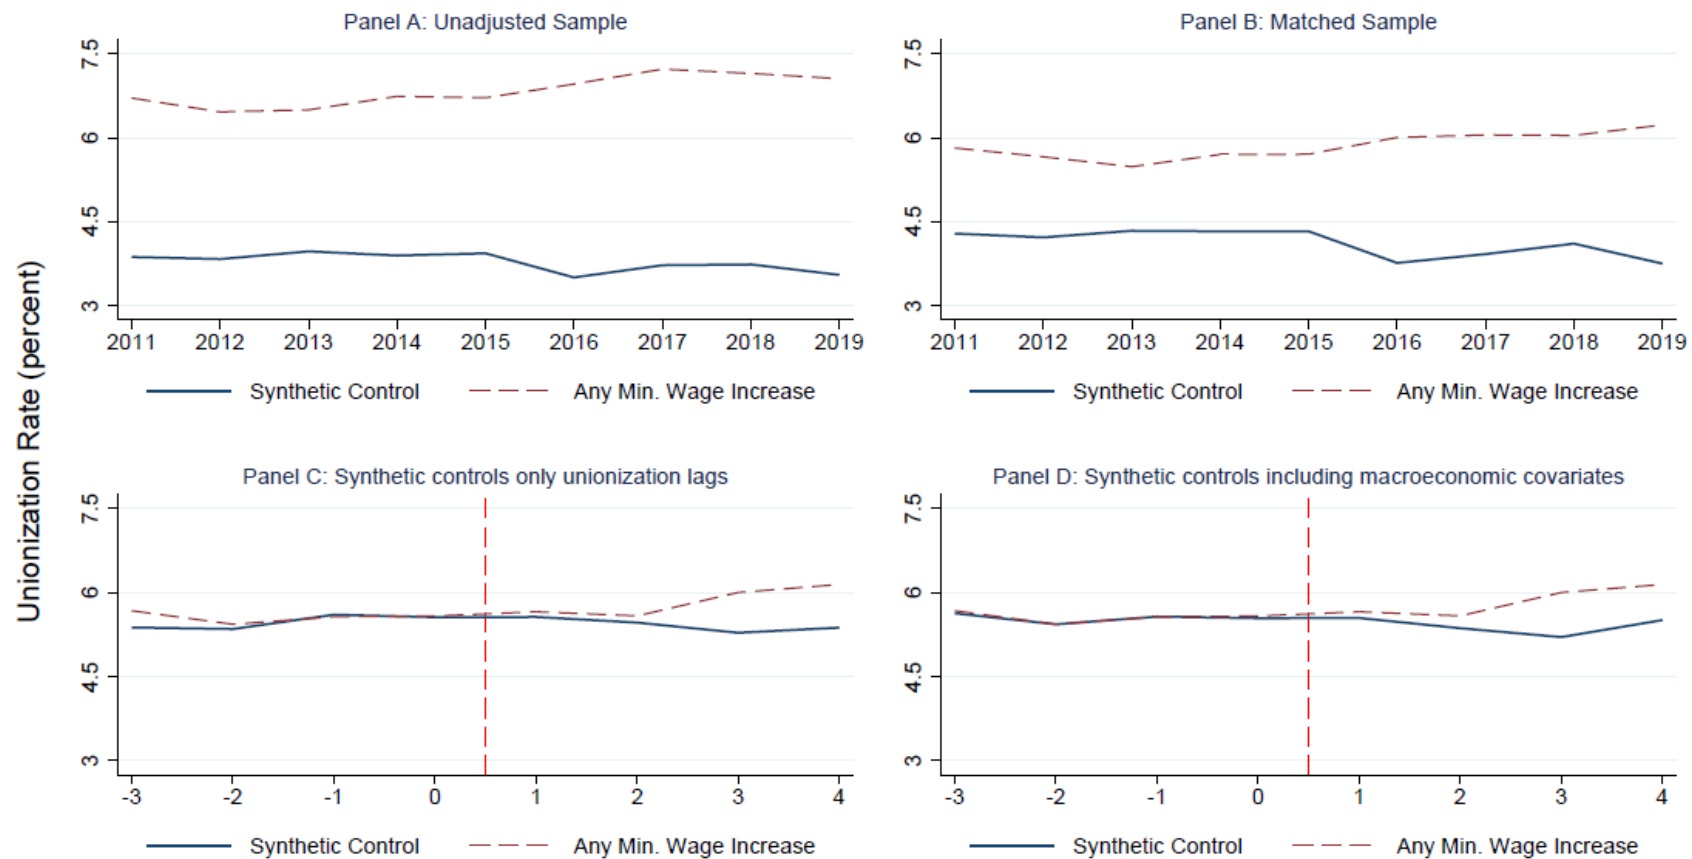 Unionization Rate (percent)
Panel A: Unadjusted Sample
7.5
6
4.5
3
2011 2012 2013 2014 2015 2016 2017 2018 2019
Synthetic Control Any Min. Wage Increase
Panel B: Matched Sample
7.5
6
4.5
3
2011 2012 2013 2014 2015 2016 2017 2018 2019
Synthetic Control Any Min. Wage Increase
Panel C: Synthetic controls only unionization lags
7.5
6
4.5
3
-3 -2 -1 0 1 2 3 4
Synthetic Control Any Min. Wage Increase
Panel D: Synthetic controls including macroeconomic covariates
7.5
6
4.5
3
-3 -2 -1 0 1 2 3 4
Synthetic Control Any Min. Wage Increase